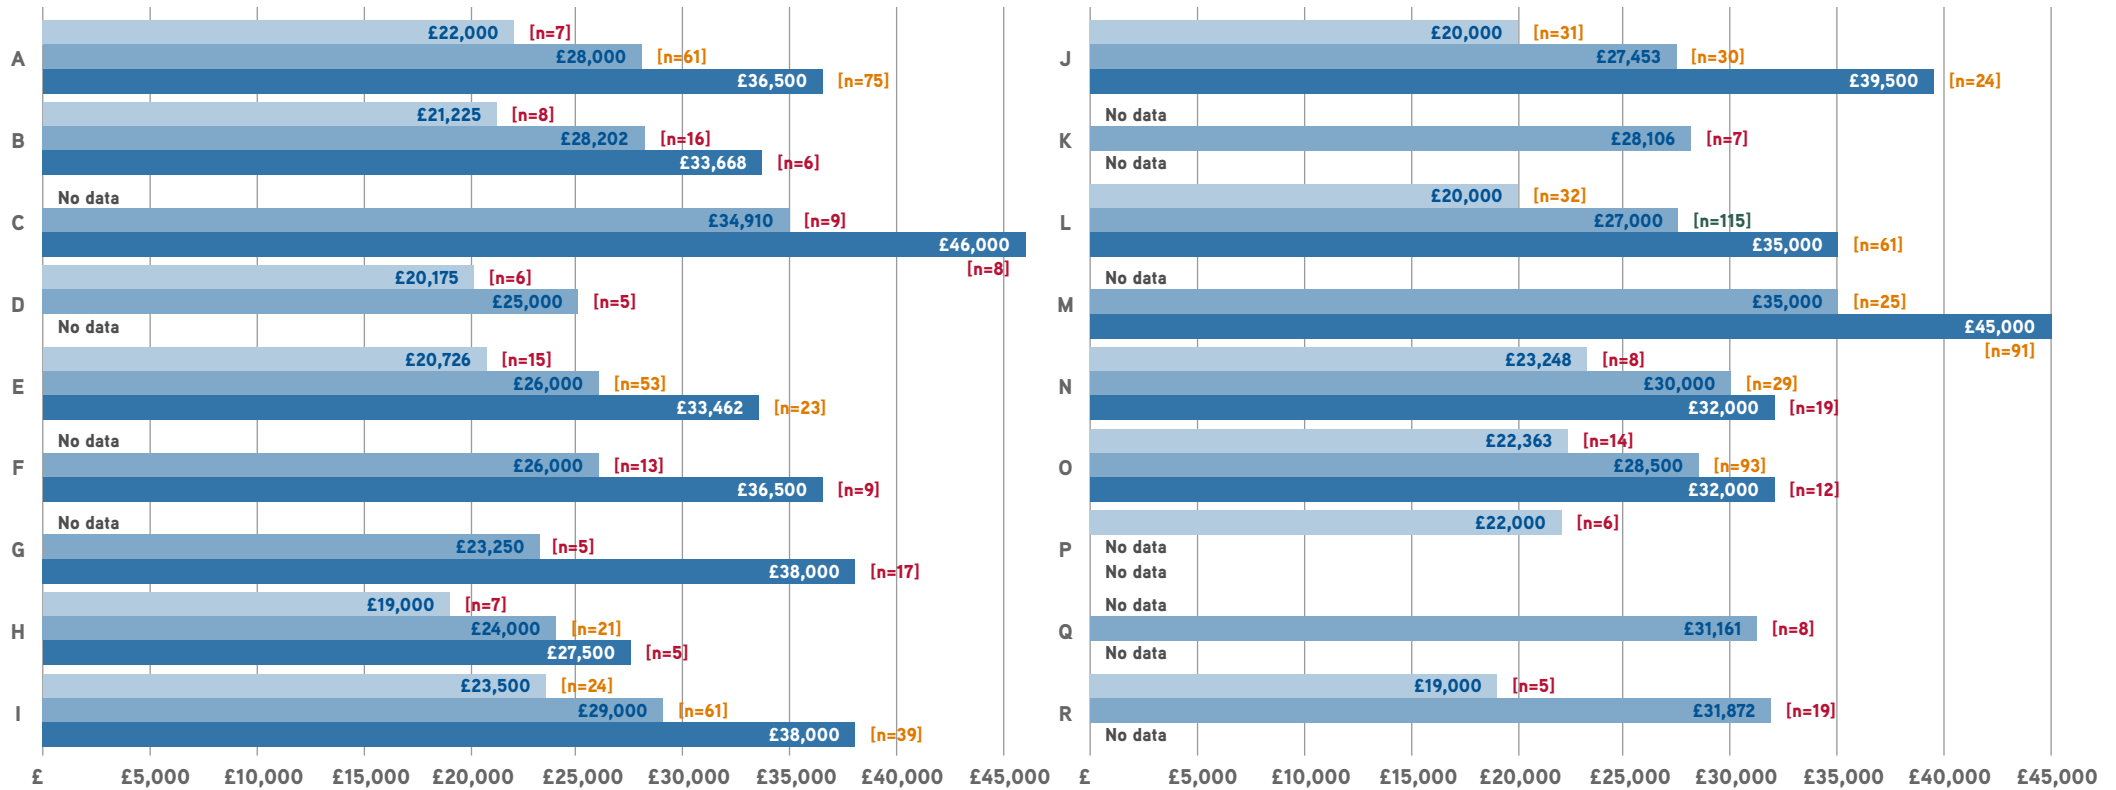 £22,000 [n=7]
A £28,000 [n=61]
£36,500 [n=75]
£21,225 [n=8]
B £28,202 [n=16]
£33,668 [n=6]
No data
C £34,910 [n=9]
£46,000
[n=8]
£20,175 [n=6]
D £25,000 [n=5]
No data
£20,726 [n=15]
E £26,000 [n=53]
£33,462 [n=23]
No data
F £26,000 [n=13]
£36,500 [n=9]
No data
G £23,250 [n=5]
£38,000 [n=17]
£19,000 [n=7]
H £24,000 [n=21]
£27,500 [n=5]
£23,500 [n=24]
I £29,000 [n=61]
£38,000 [n=39]
£ £5,000 £10,000 £15,000 £20,000 £25,000 £30,000 £35,000 £40,000 £45,000
£20,000 [n=31]
J £27,453 [n=30]
£39,500 [n=24]
No data
K £28,106 [n=7]
No data
£20,000 [n=32]
L £27,000 [n=115]
£35,000 [n=61]
No data
M £35,000 [n=25]
£45,000
[n=91]
£23,248 [n=8]
N £30,000 [n=29]
£32,000 [n=19]
£22,363 [n=14]
O £28,500 [n=93]
£32,000 [n=12]
£22,000 [n=6]
P No data
No data
No data
Q £31,161 [n=8]
No data
£19,000 [n=5]
R £31,872 [n=19]
No data
£ £5,000 £10,000 £15,000 £20,000 £25,000 £30,000 £35,000 £40,000 £45,000